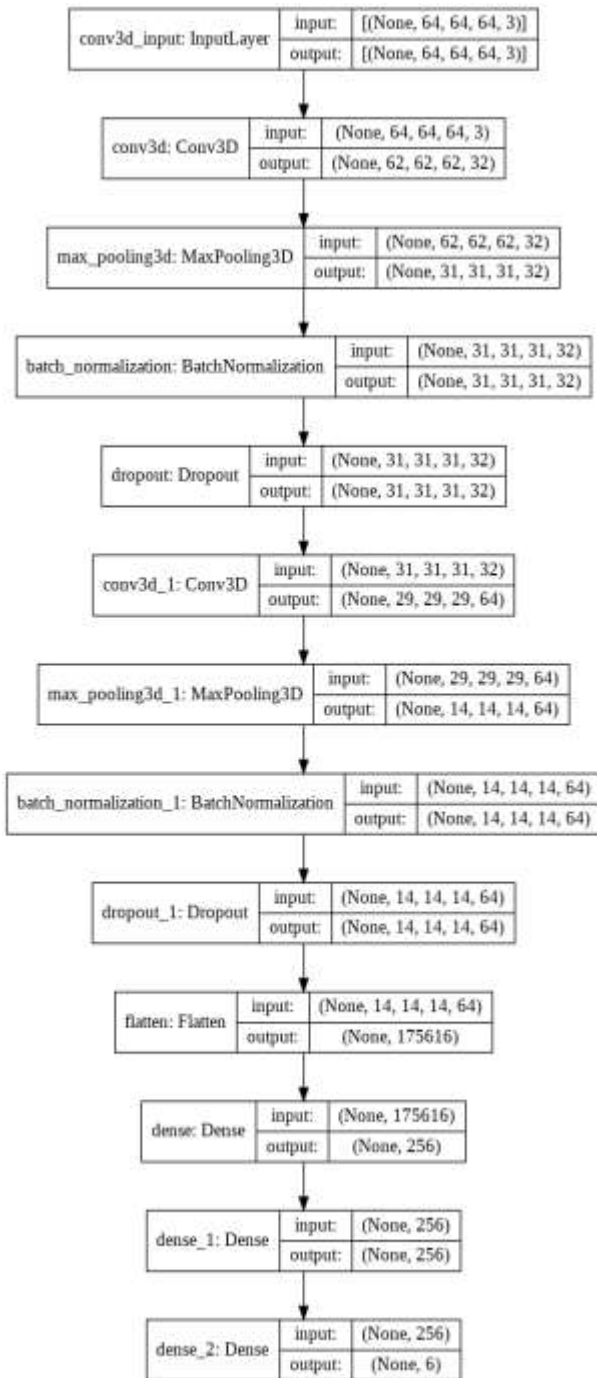 conv3d_input: InputLayer
input: [(None, 64, 64, 64, 3)]
output: [(None, 64, 64, 64, 3)]
conv3d: Conv3D
input: (None, 64, 64, 64, 3)
output: (None, 62, 62, 62, 32)
max_pooling3d: MaxPooling3D
input: (None, 62, 62, 62, 32)
output: (None, 31, 31, 31, 32)
batch_normalization: BatchNormalization
input: (None, 31, 31, 31, 32)
output: (None, 31, 31, 31, 32)
dropout: Dropout
input: (None, 31, 31, 31, 32)
output: (None, 31, 31, 31, 32)
conv3d_1: Conv3D
input: (None, 31, 31, 31, 32)
output: (None, 29, 29, 29, 64)
max_pooling3d_1: MaxPooling3D
input: (None, 29, 29, 29, 64)
output: (None, 14, 14, 14, 64)
batch_normalization_1: BatchNormalization
input: (None, 14, 14, 14, 64)
output: (None, 14, 14, 14, 64)
dropout_1: Dropout
input: (None, 14, 14, 14, 64)
output: (None, 14, 14, 14, 64)
flatten: Flatten
input: (None, 14, 14, 14, 64)
output: (None, 175616)
dense: Dense
input: (None, 175616)
output: (None, 256)
dense_1: Dense
input: (None, 256)
output: (None, 256)
dense_2: Dense
input: (None, 256)
output: (None, 6)